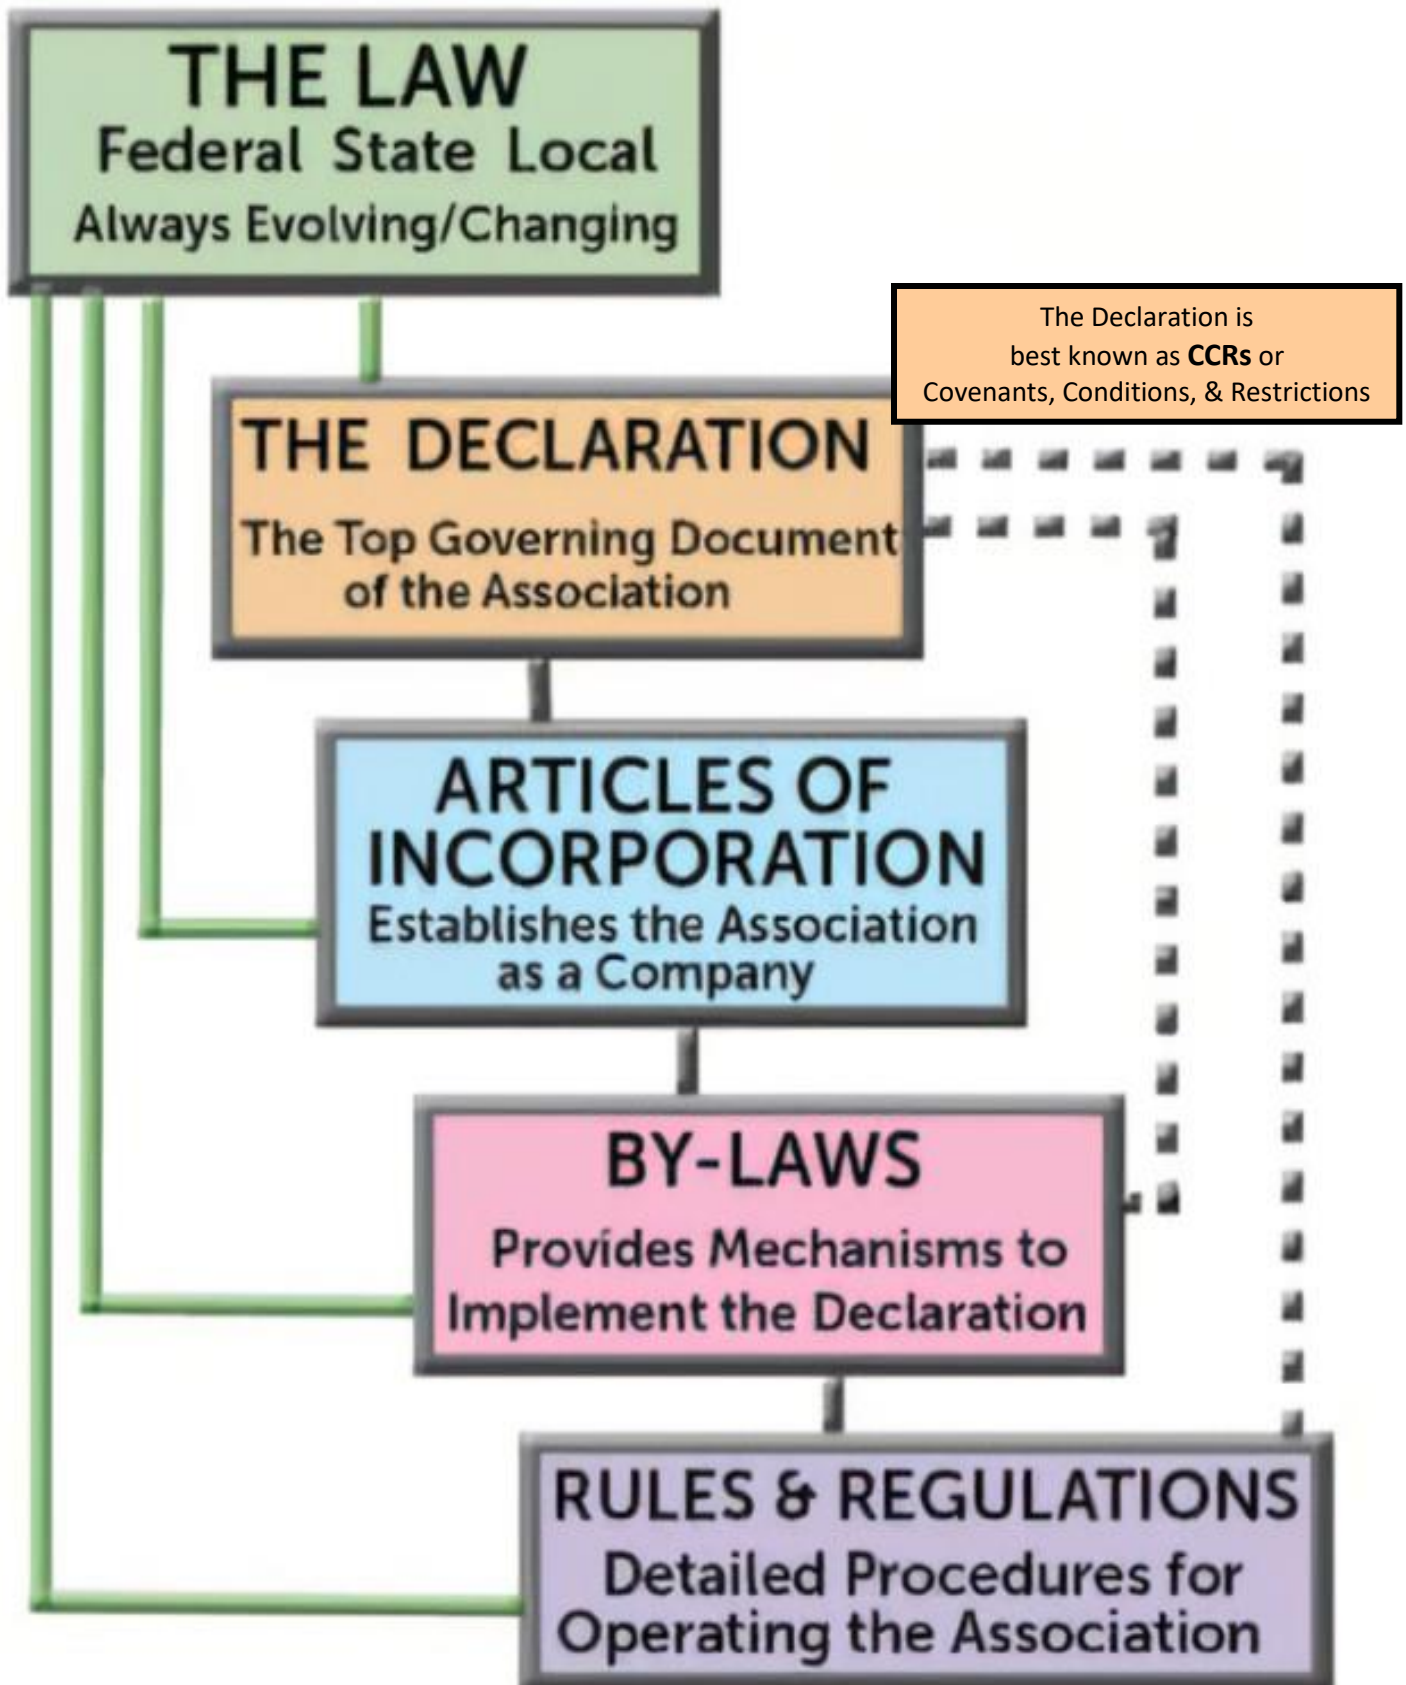 THE LAW
Federal State Local
Always Evolving/Changing
The Declaration is
best known as CCRs or
Covenants, Conditions, & Restrictions
THE DECLARATION
The Top Governing Document
of the Association
ARTICLES OF
INCORPORATION
Establishes the Association
as a Company
BY-LAWS
Provides Mechanisms to
Implement the Declaration
RULES & REGULATIONS
Detailed Procedures for
Operating the Association